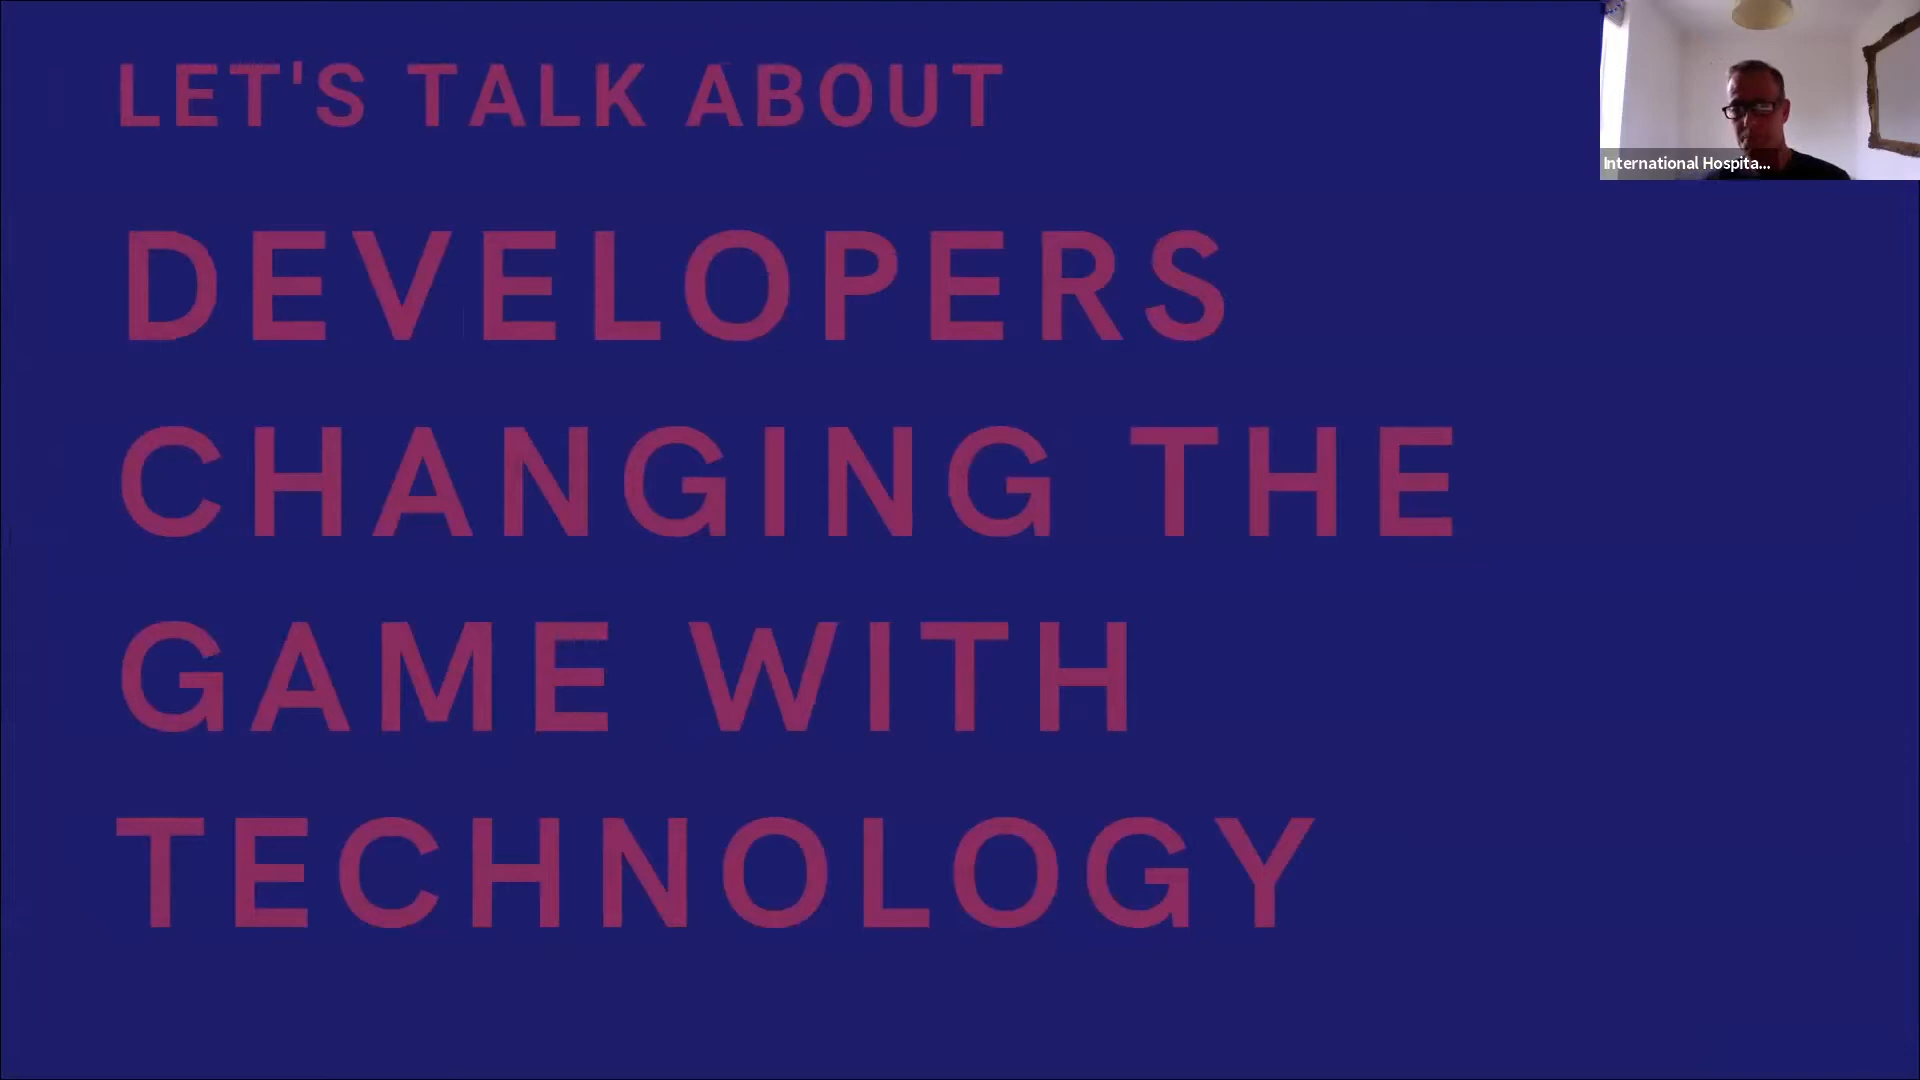 LET'S TALK ABOUT
DEVELOPERS
CHANGING THE
GAME WITH
TECHNOLOGY
International Hospita...